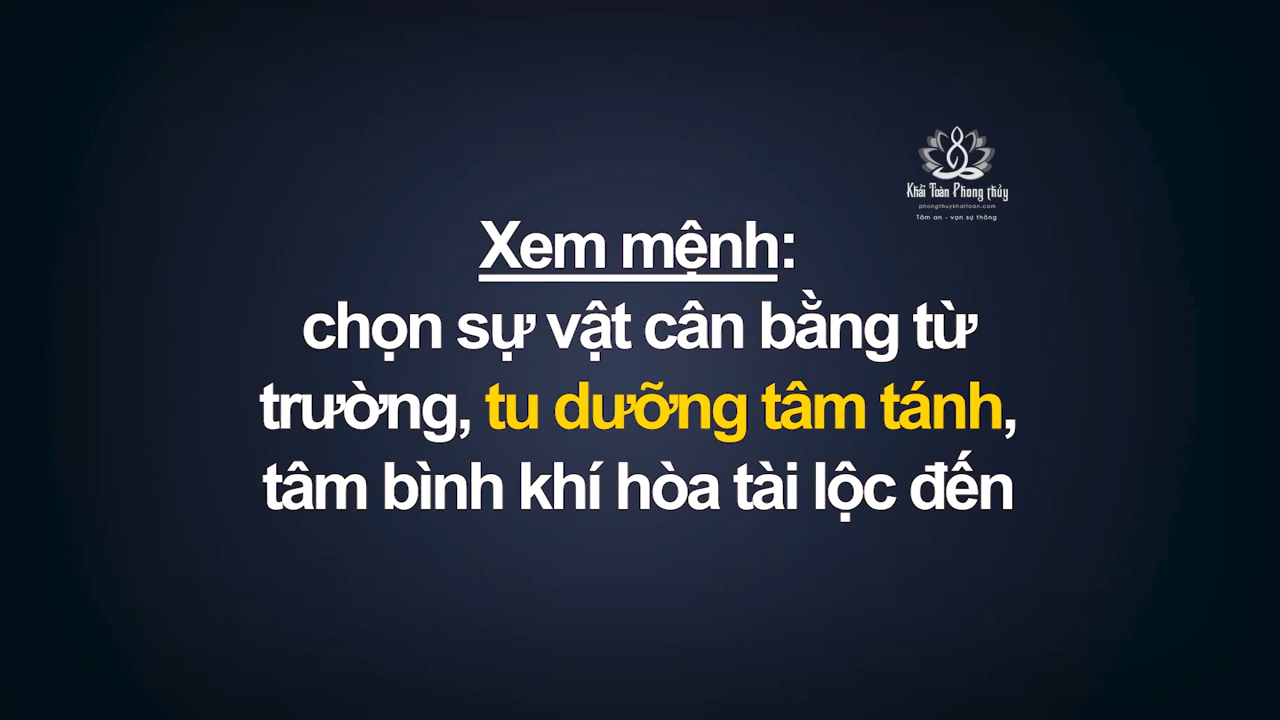 Khải Toàn Phong thủy
phongthuykhaitoan.com
Tâm an - vạn sự thông
Xem mệnh:
chọn sự vật cân bằng từ
trường, tu dưỡng tâm tánh,
tâm bình khí hòa tài lộc đến